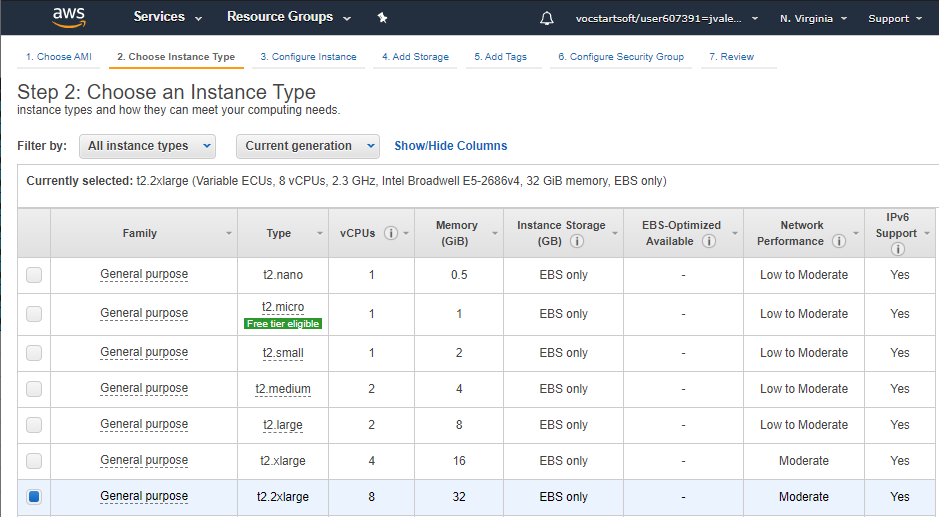 aws Services Resource Groups vocstartsoft/user607391=jvale... N. Virginia Support
1. Choose AMI 2. Choose Instance Type 3. Configure Instance 4. Add Storage 5. Add Tags 6. Configure Security Group 7. Review
Step 2: Choose an Instance Type
instance types and how they can meet your computing needs.
Filter by: All instance types Current generation Show/Hide Columns
Currently selected: t2.2xlarge (Variable ECUs, 8 vCPUs, 2.3 GHz, Intel Broadwell E5-2686v4, 32 GiB memory, EBS only)
Family Type vCPUs Memory (GiB) Instance Storage (GB) EBS-Optimized Available Network Performance IPv6 Support
General purpose t2.nano 1 0.5 EBS only - Low to Moderate Yes
General purpose t2.micro Free tier eligible 1 1 EBS only - Low to Moderate Yes
General purpose t2.small 1 2 EBS only - Low to Moderate Yes
General purpose t2.medium 2 4 EBS only - Low to Moderate Yes
General purpose t2.large 2 8 EBS only - Low to Moderate Yes
General purpose t2.xlarge 4 16 EBS only - Moderate Yes
General purpose t2.2xlarge 8 32 EBS only - Moderate Yes